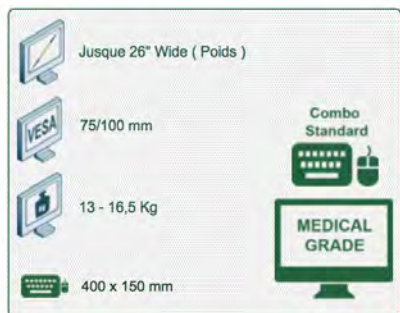 Jusque 26" Wide ( Poids )
VESA
75/100 mm
13 - 16,5 Kg
400 x 150 mm
Combo
Standard
MEDICAL
GRADE